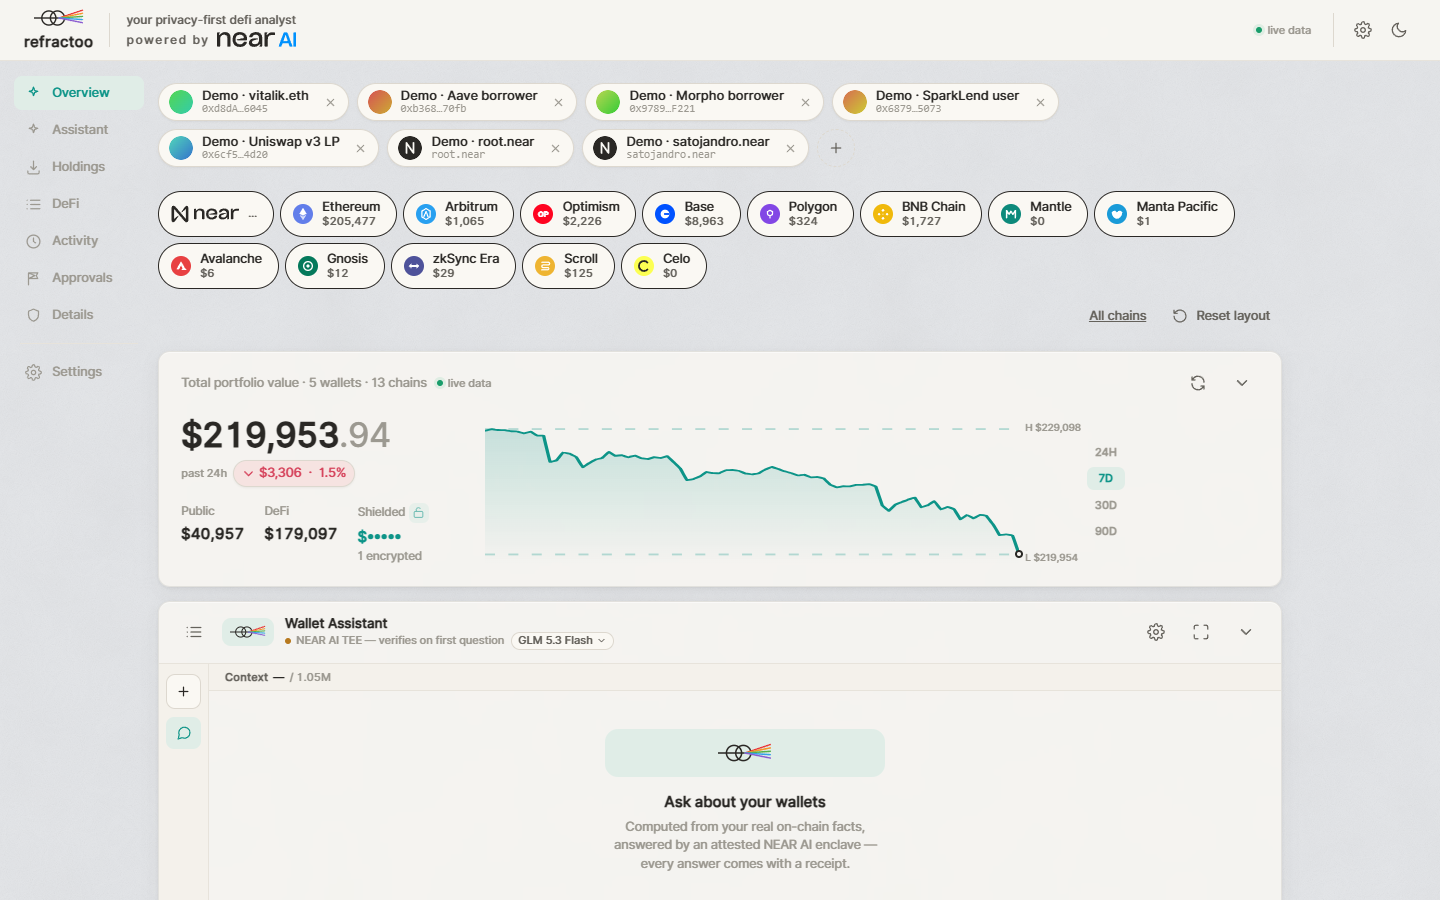 refractoo
your privacy-first defi analyst
powered by near AI
live data
Overview
Assistant
Holdings
DeFi
Activity
Approvals
Details
Settings
Demo · vitalik.eth
0xd8dA…6045
Demo · Aave borrower
0xb368…70fb
Demo · Morpho borrower
0x9789…F221
Demo · SparkLend user
0x6879…5073
Demo · Uniswap v3 LP
0x6cf5…4d20
Demo · root.near
root.near
Demo · satojandro.near
satojandro.near
near ...
Ethereum
$205,477
Arbitrum
$1,065
OP
Optimism
$2,226
Base
$8,963
Polygon
$324
BNB Chain
$1,727
Mantle
$0
Manta Pacific
$1
Avalanche
$6
Gnosis
$12
zkSync Era
$29
Scroll
$125
Celo
$0
All chains
Reset layout
Total portfolio value · 5 wallets · 13 chains
live data
$219,953.94
past 24h
$3,306 · 1.5%
Public
$40,957
DeFi
$179,097
Shielded
$•••••
1 encrypted
H $229,098
L $219,954
24H
7D
30D
90D
Wallet Assistant
NEAR AI TEE — verifies on first question
GLM 5.3 Flash
Context — / 1.05M
Ask about your wallets
Computed from your real on-chain facts,
answered by an attested NEAR AI enclave —
every answer comes with a receipt.